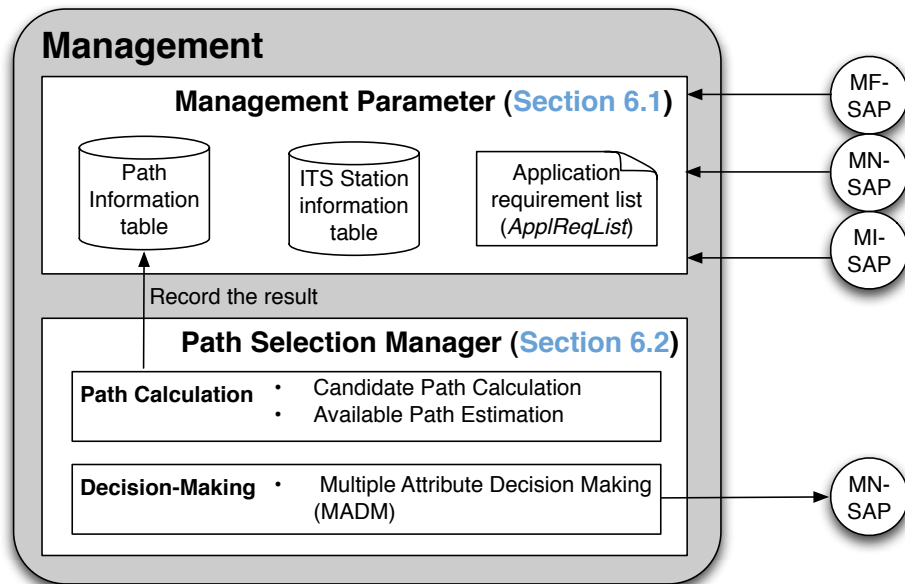 Management
Management Parameter (Section 6.1)
Path
Information
table
ITS Station
information
table
Application
requirement list
(ApplReqList)
MF-
SAP
MN-
SAP
MI-
SAP
Record the result
Path Selection Manager (Section 6.2)
Path Calculation
• Candidate Path Calculation
• Available Path Estimation
Decision-Making
• Multiple Attribute Decision Making
(MADM)
MN-
SAP